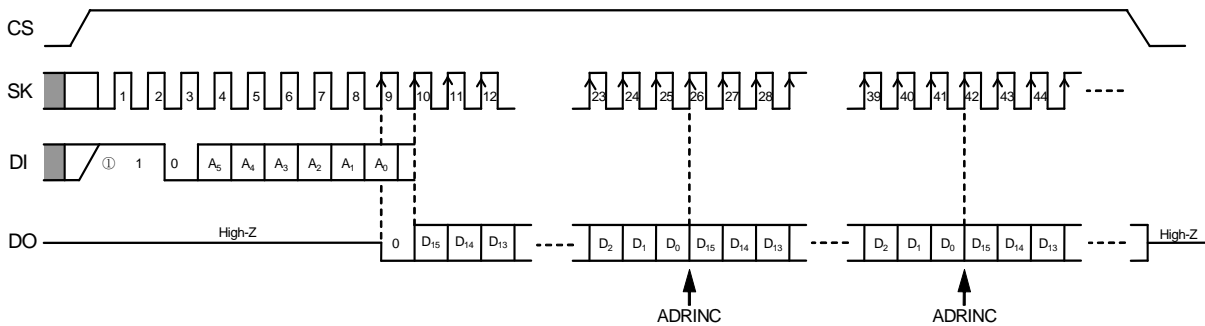 CS
SK 1 2 3 4 5 6 7 8 9 10 11 12 23 24 25 26 27 28 39 40 41 42 43 44
DI ① 1 0 A5 A4 A3 A2 A1 A0
DO High-Z 0 D15 D14 D13 D2 D1 D0 D15 D14 D13 D2 D1 D0 D15 D14 D13 High-Z
ADRINC ADRINC